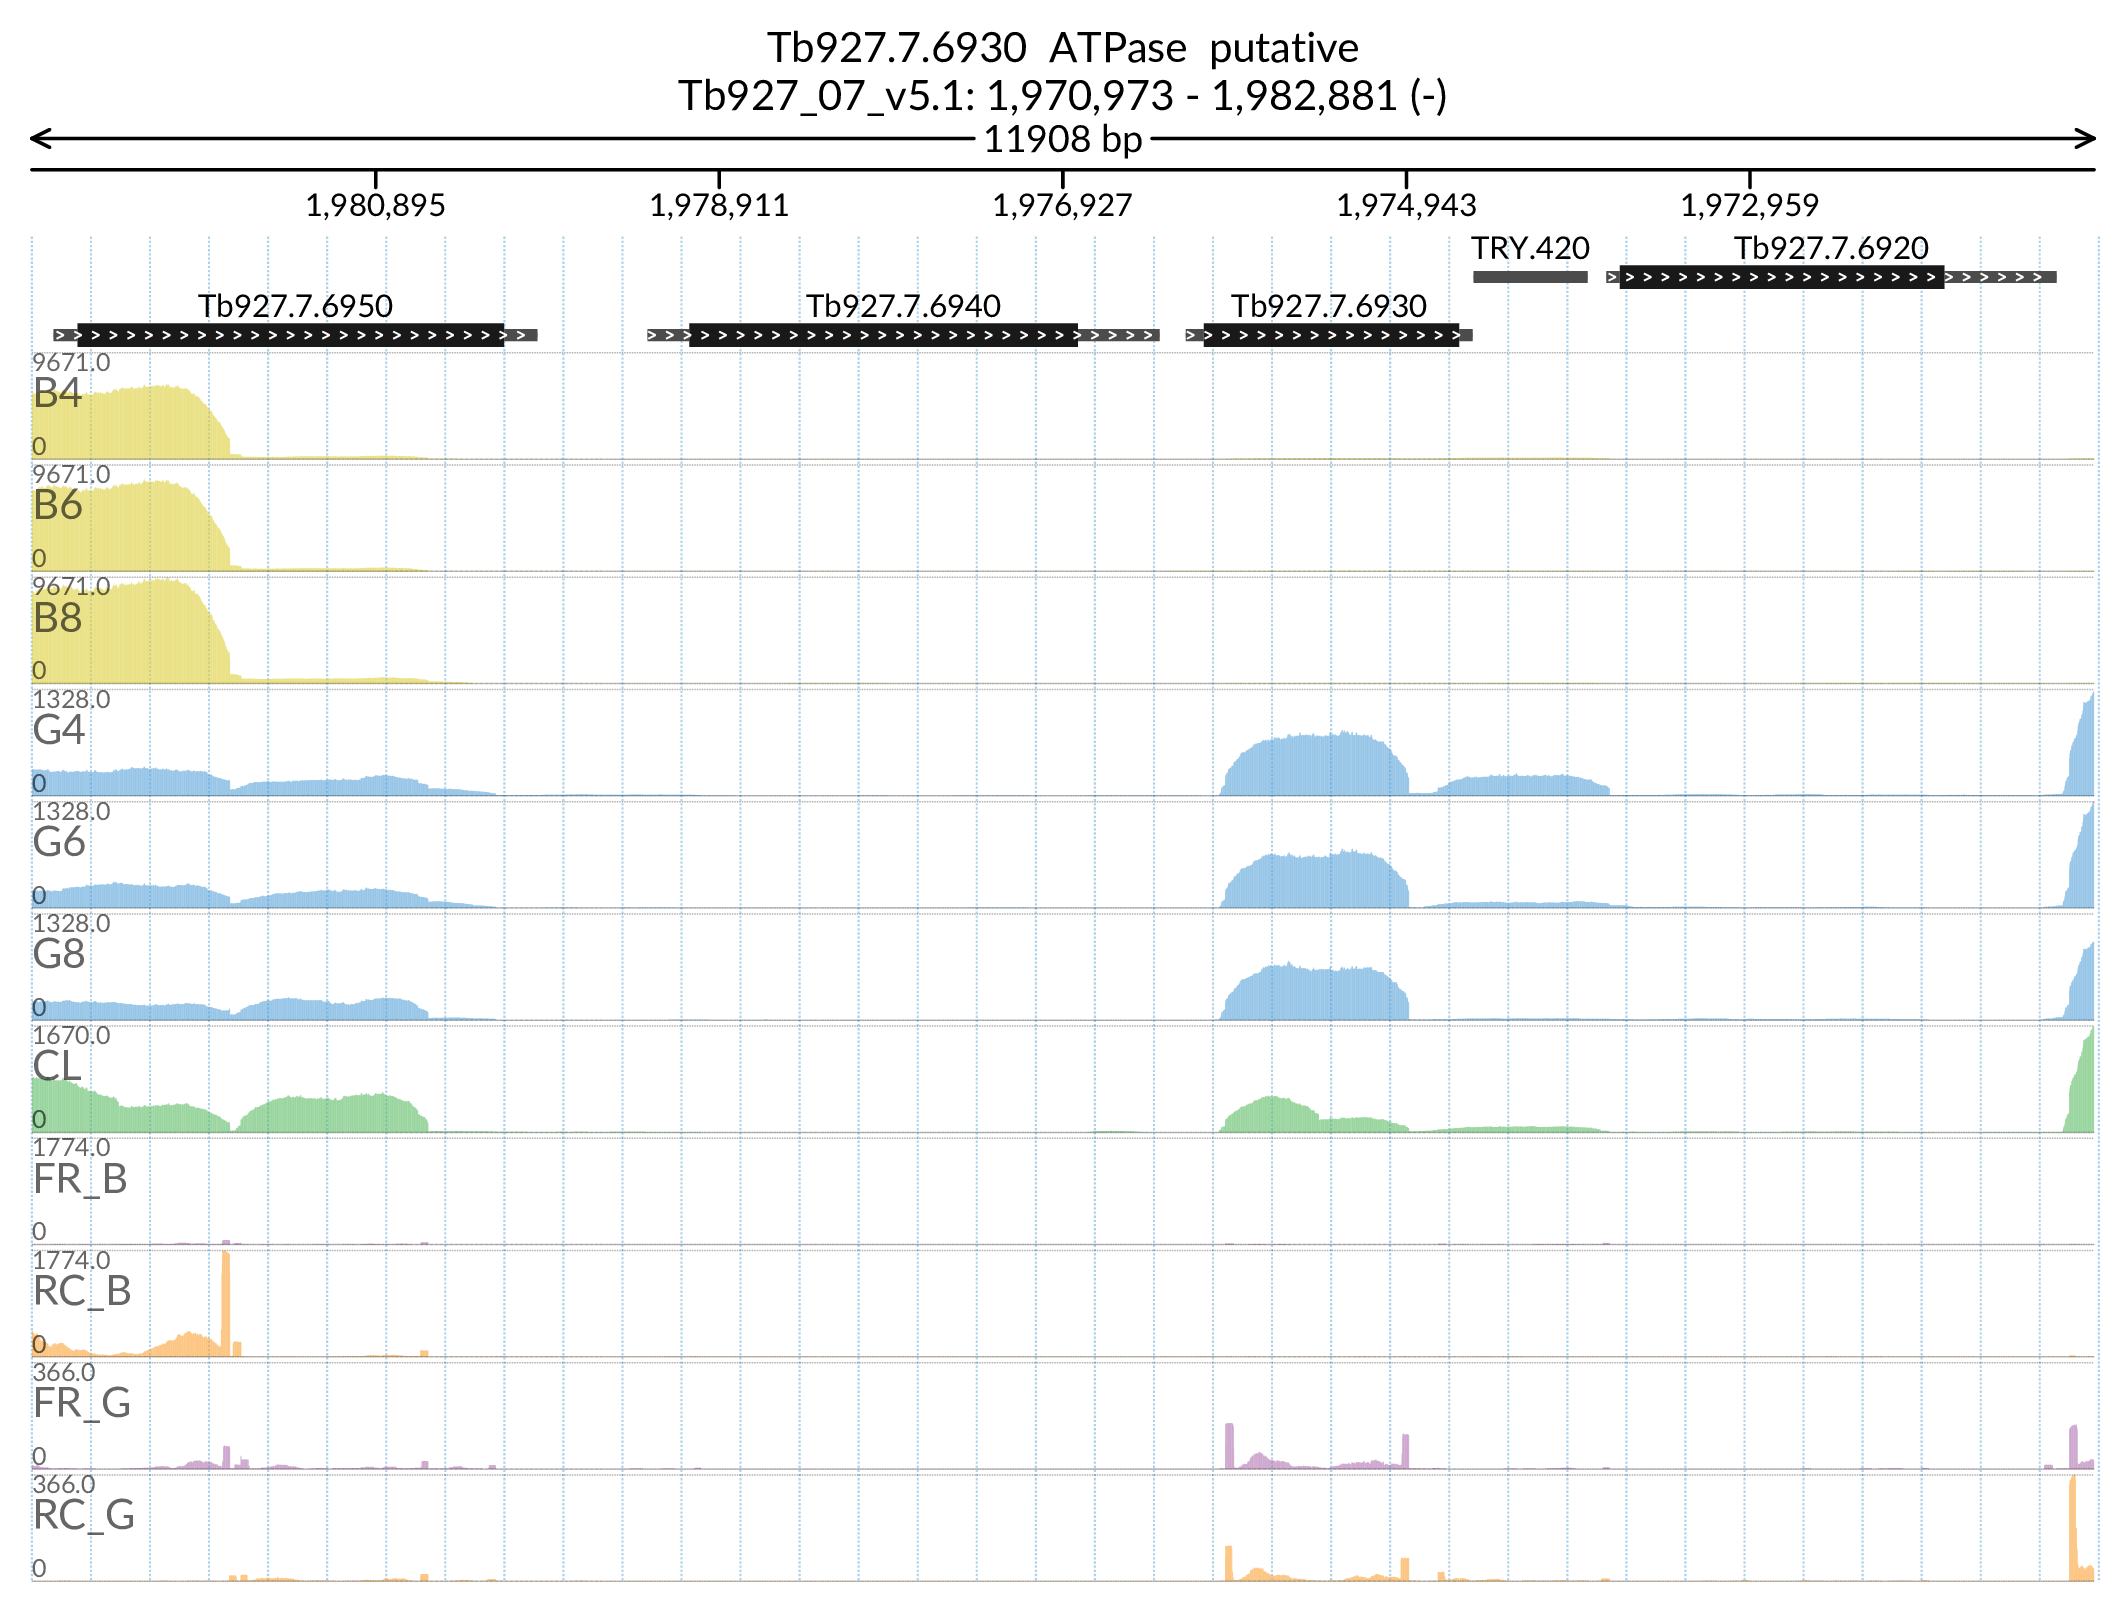 Tb927.7.6930 ATPase putative
Tb927_07_v5.1: 1,970,973 - 1,982,881 (-)
11908 bp
1,980,895 1,978,911 1,976,927 1,974,943 1,972,959
TRY.420 Tb927.7.6920
Tb927.7.6950 Tb927.7.6940 Tb927.7.6930
9671.0
B4
0
9671.0
B6
0
9671.0
B8
0
1328.0
G4
0
1328.0
G6
0
1328.0
G8
0
1670.0
CL
0
1774.0
FR_B
0
1774.0
RC_B
0
366.0
FR_G
0
366.0
RC_G
0